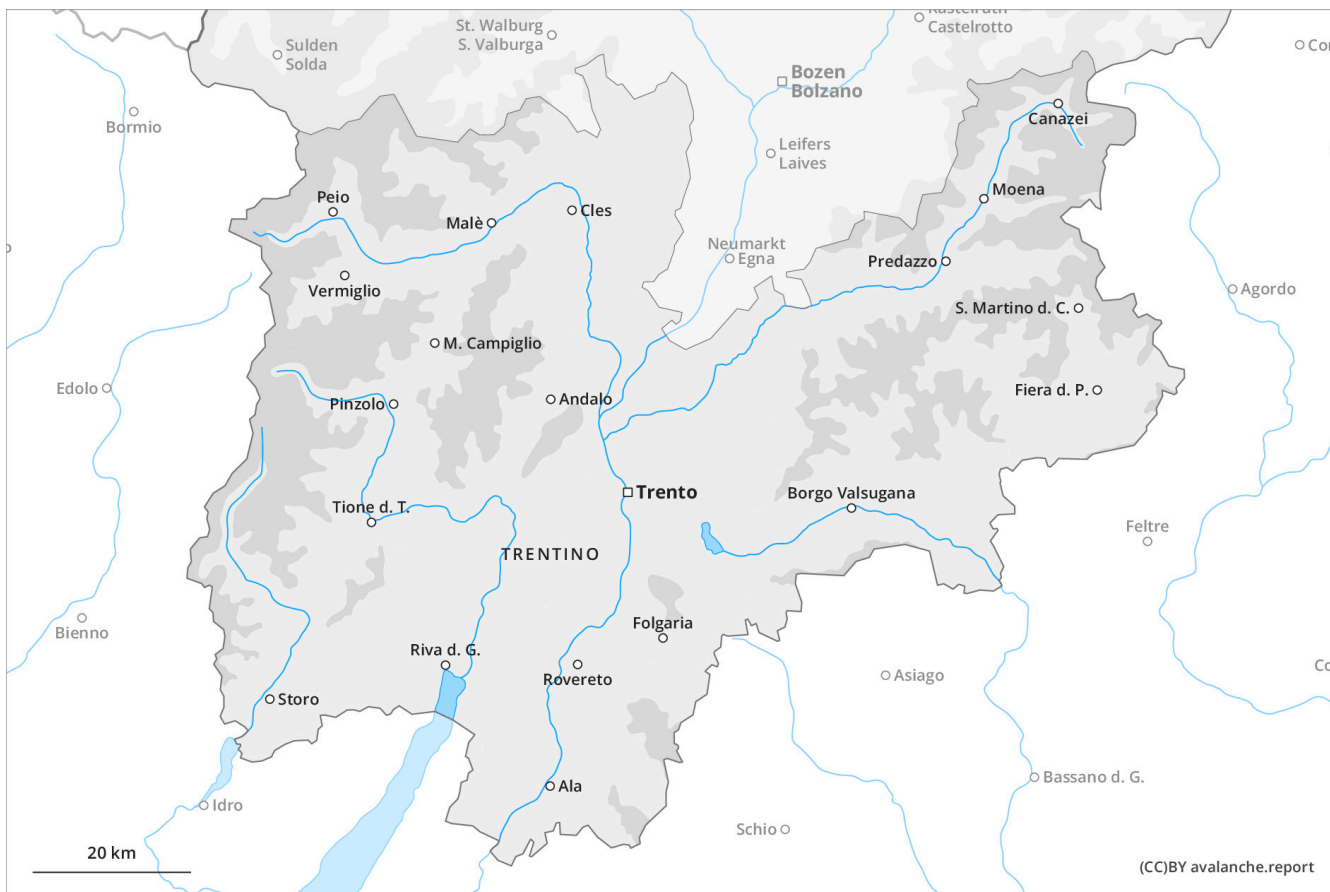 Kastelruth
Castelrotto
St. Walburg
S. Valburga
Sulden
Solda
Bozen
Bolzano
Bormio
Canazei
Leifers
Laives
Moena
Peio
Malè
Cles
Neumarkt
Egna
Predazzo
Vermiglio
Agordo
S. Martino d. C.
M. Campiglio
Edolo
Andalo
Fiera d. P.
Pinzolo
Trento
Borgo Valsugana
Tione d. T.
Feltre
TRENTINO
Bienno
Folgaria
Riva d. G.
Rovereto
Asiago
Storo
Ala
Bassano d. G.
Idro
Schio
20 km
(CC)BY avalanche.report